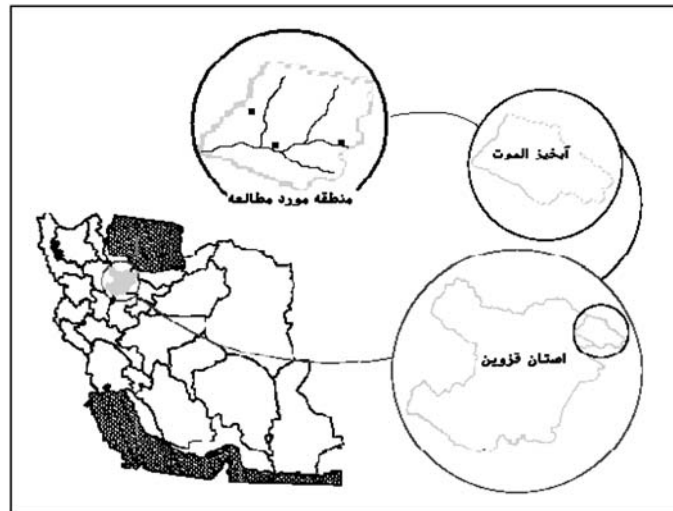 آبخیز الموت
منطقه مورد مطالعه
استان قزوین